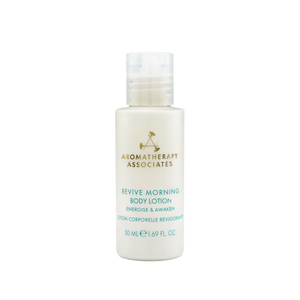 AROMATHERAPY
ASSOCIATES
REVIVE MORNING
BODY LOTION
ENERGISE & AWAKEN
LOTION CORPORELLE REVIGORANTE
50 ML ℮ 1.69 FL. OZ